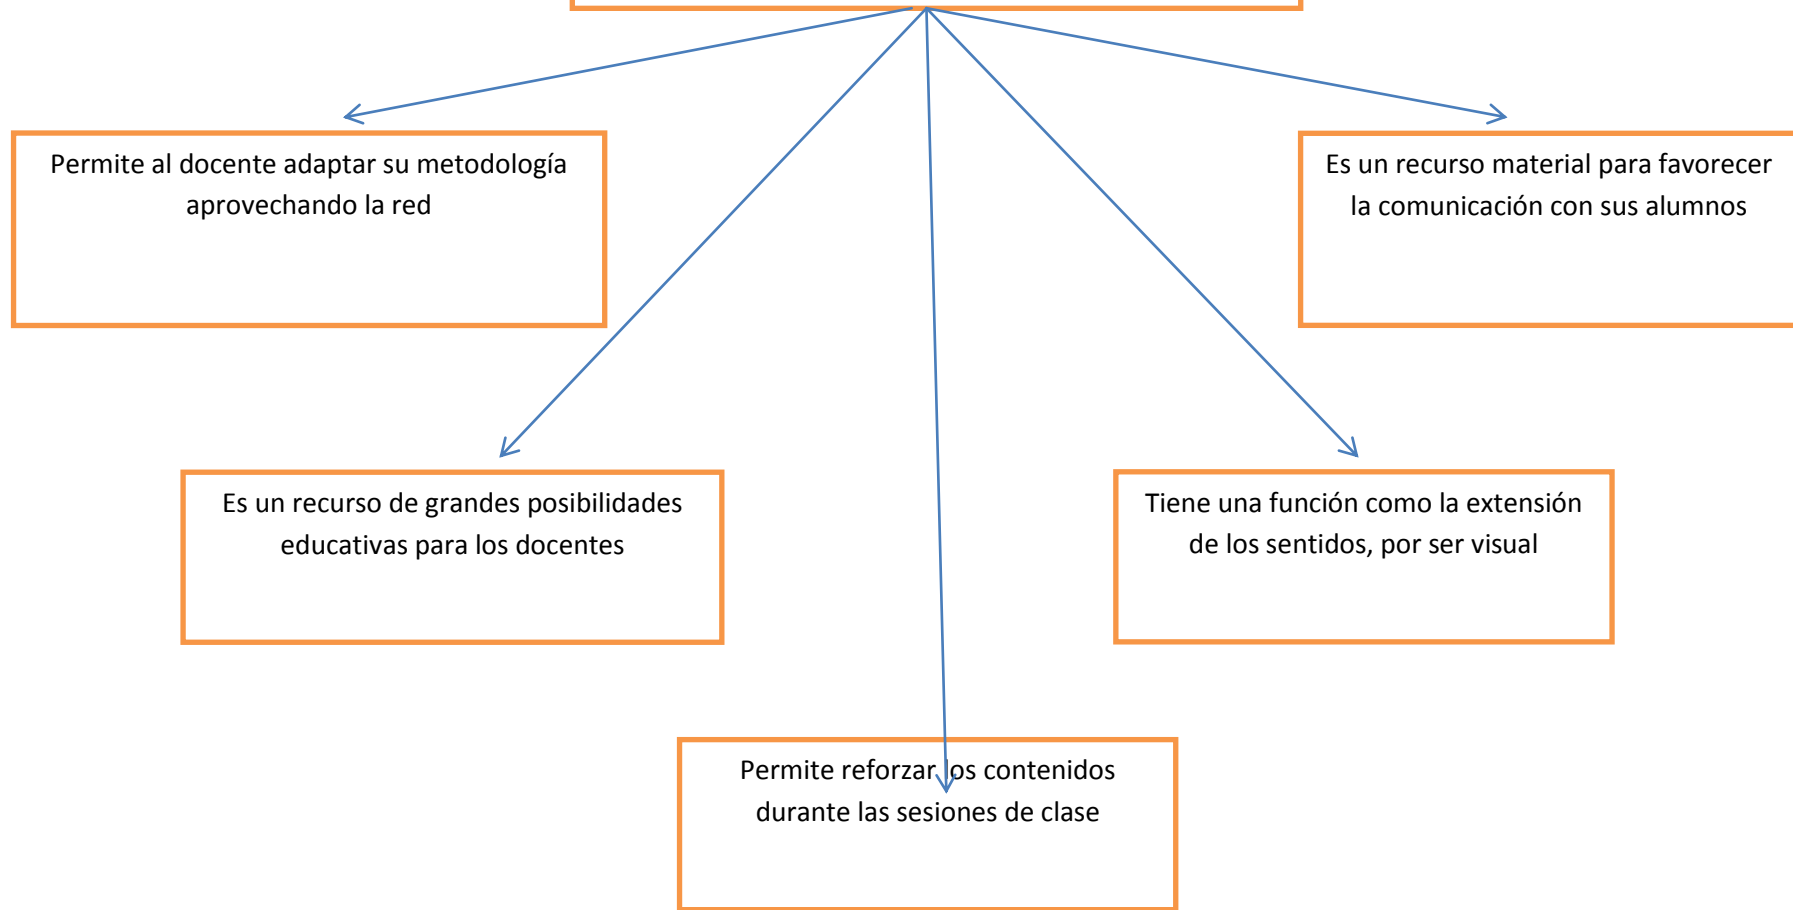 Permite al docente adaptar su metodología
aprovechando la red
Es un recurso material para favorecer
la comunicación con sus alumnos
Es un recurso de grandes posibilidades
educativas para los docentes
Tiene una función como la extensión
de los sentidos, por ser visual
Permite reforzar los contenidos
durante las sesiones de clase